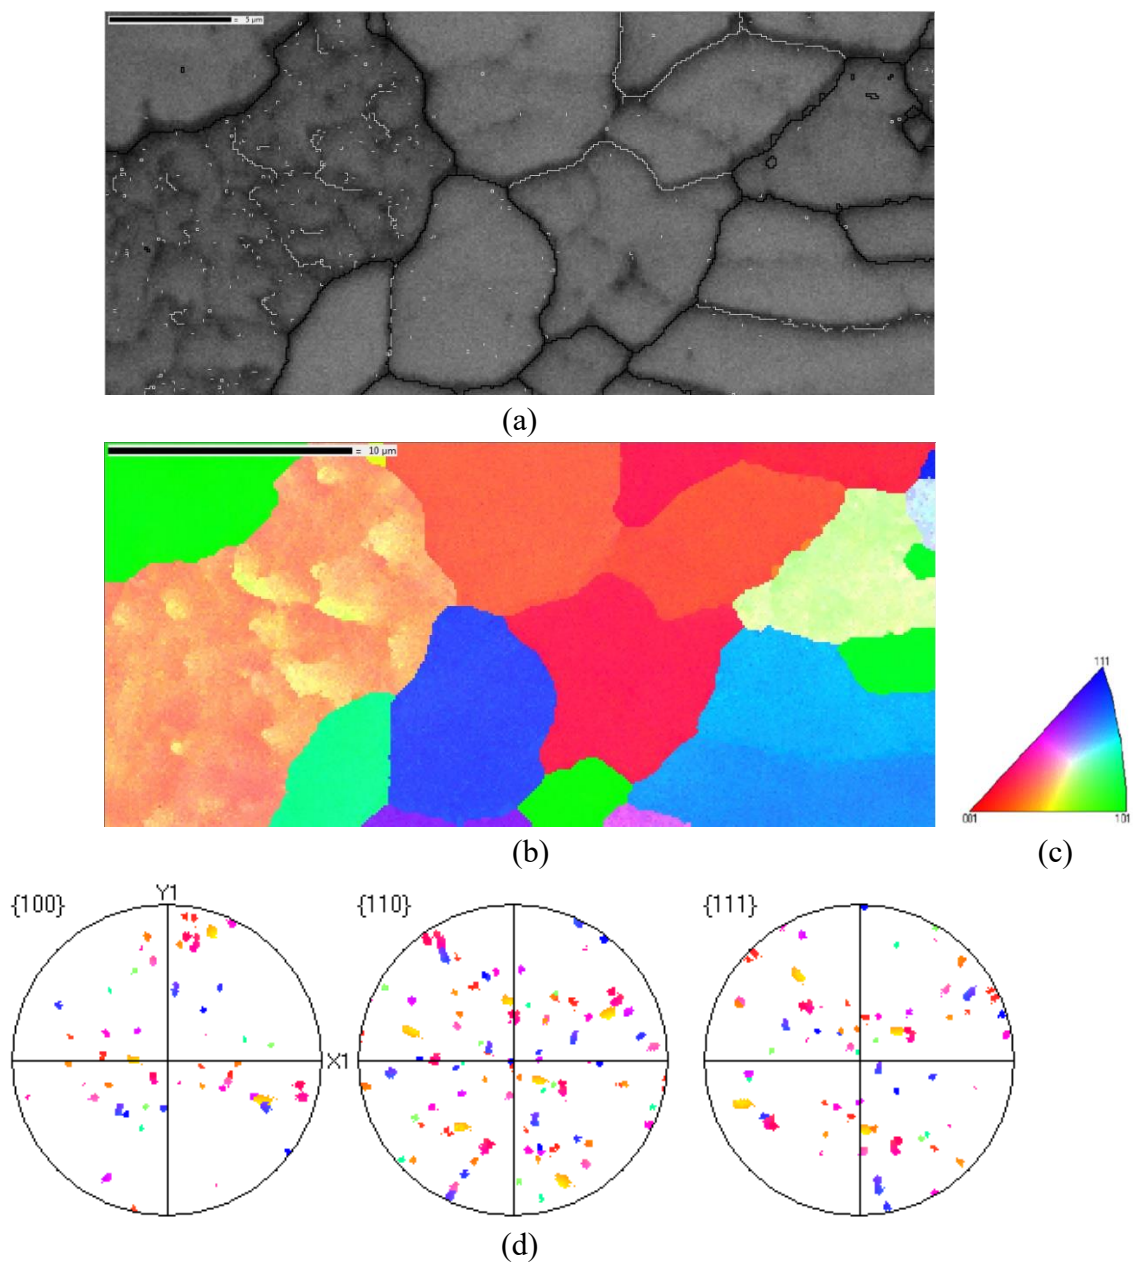 = 5 µm
(a)
= 10 µm
(b)
111
001 101
(c)
{100} Y1 {110} {111}
X1
(d)